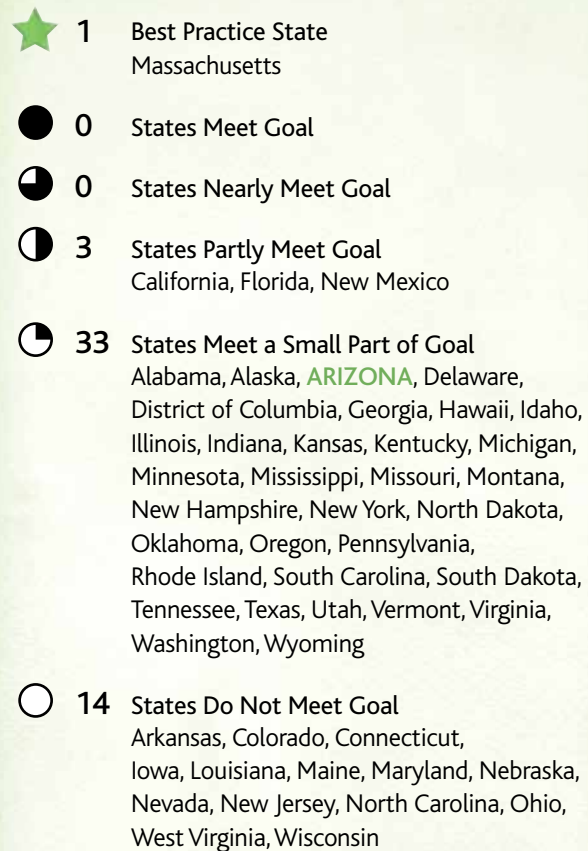 1 Best Practice State
Massachusetts
0 States Meet Goal
0 States Nearly Meet Goal
3 States Partly Meet Goal
California, Florida, New Mexico
33 States Meet a Small Part of Goal
Alabama, Alaska, ARIZONA, Delaware,
District of Columbia, Georgia, Hawaii, Idaho,
Illinois, Indiana, Kansas, Kentucky, Michigan,
Minnesota, Mississippi, Missouri, Montana,
New Hampshire, New York, North Dakota,
Oklahoma, Oregon, Pennsylvania,
Rhode Island, South Carolina, South Dakota,
Tennessee, Texas, Utah, Vermont, Virginia,
Washington, Wyoming
14 States Do Not Meet Goal
Arkansas, Colorado, Connecticut,
Iowa, Louisiana, Maine, Maryland, Nebraska,
Nevada, New Jersey, North Carolina, Ohio,
West Virginia, Wisconsin